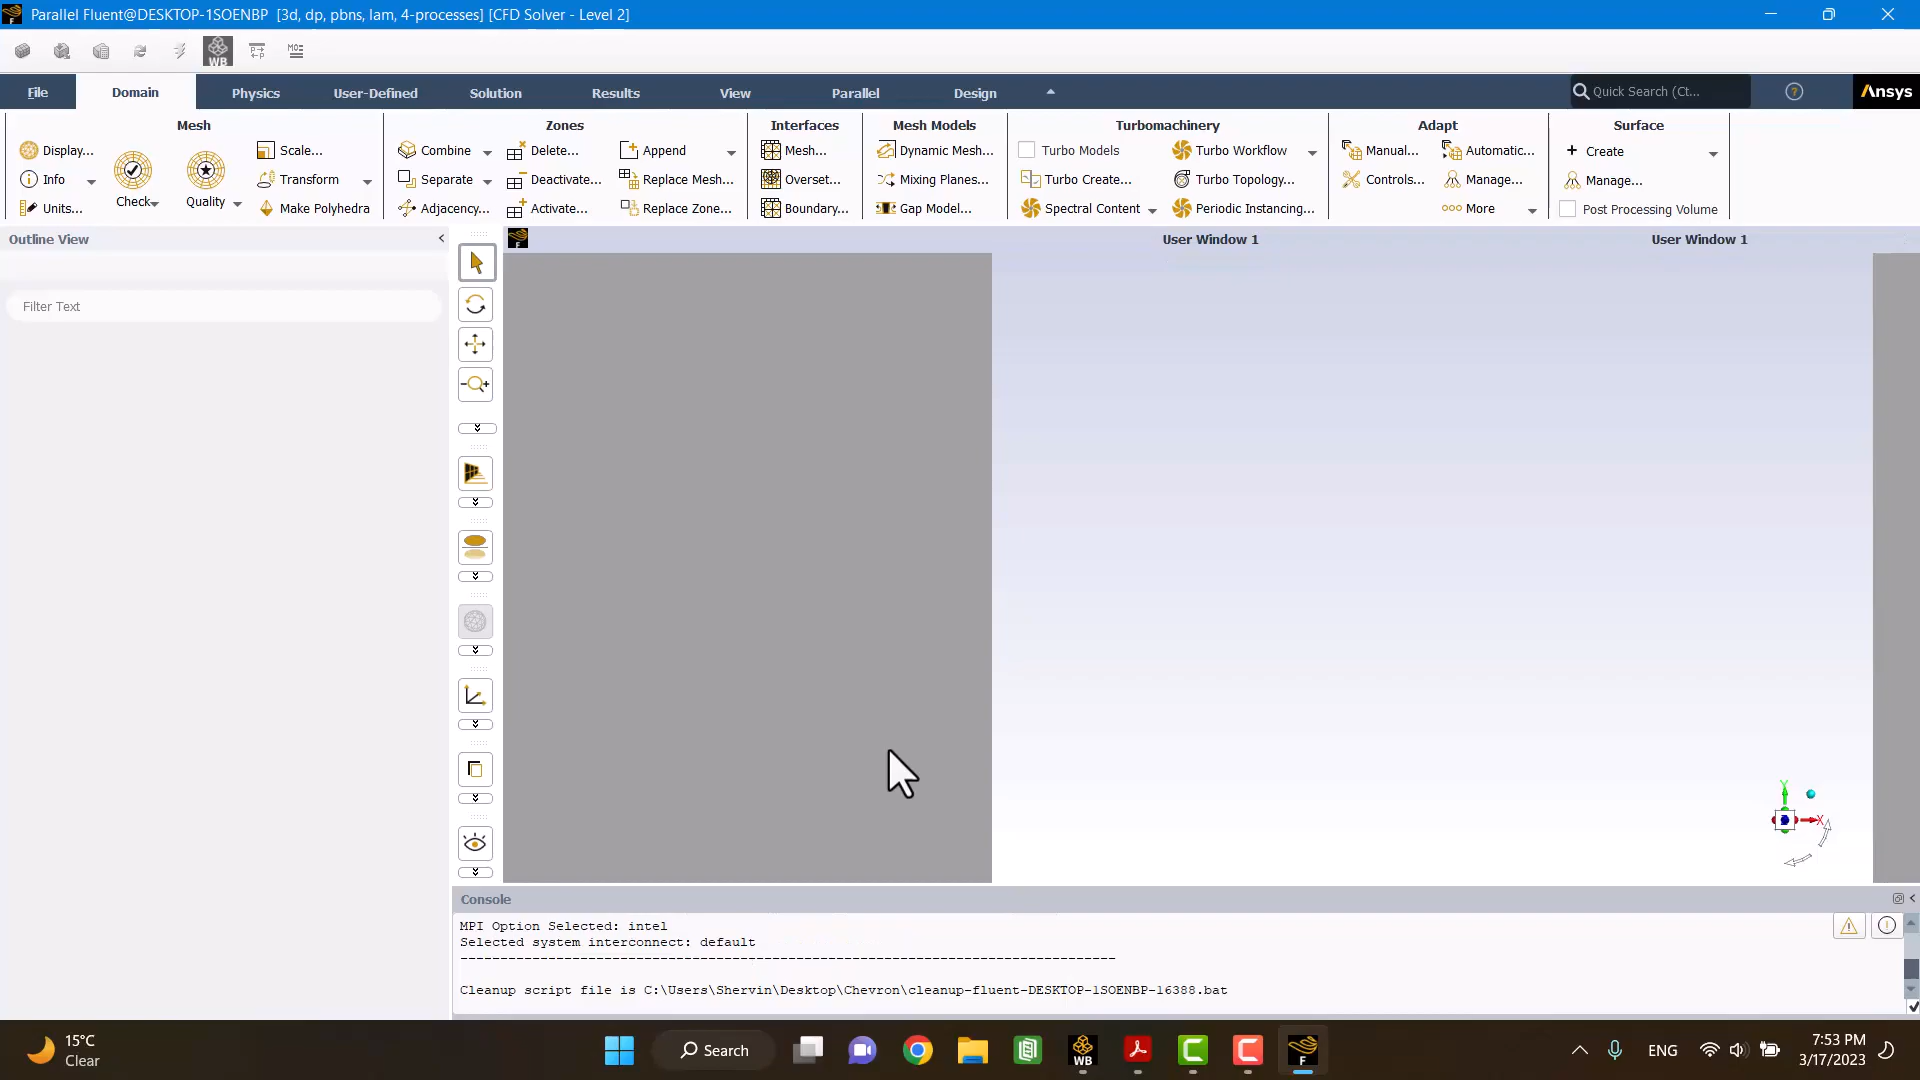 Parallel Fluent@DESKTOP-1SOENBP [3d, dp, pbns, lam, 4-processes] [CFD Solver - Level 2]
WB
File Domain Physics User-Defined Solution Results View Parallel Design Quick Search (Ct... Ansys
Mesh Zones Interfaces Mesh Models Turbomachinery Adapt Surface
Display... Scale... Combine Delete... Append Mesh... Dynamic Mesh... Turbo Models Turbo Workflow Manual... Automatic... + Create
Info Transform Separate Deactivate... Replace Mesh... Overset... Mixing Planes... Turbo Create... Turbo Topology... Controls... Manage... Manage...
Check Quality
Units... Make Polyhedra Adjacency... Activate... Replace Zone... Boundary... Gap Model... Spectral Content Periodic Instancing... More Post Processing Volume
Outline View User Window 1 User Window 1
Filter Text
Y
X
Console
MPI Option Selected: intel
Selected system interconnect: default
--------------------------------------------------------------------------------
Cleanup script file is C:\Users\Shervin\Desktop\Chevron\cleanup-fluent-DESKTOP-1SOENBP-16388.bat
15°C
Clear
Search
WB
F
ENG
7:53 PM
3/17/2023